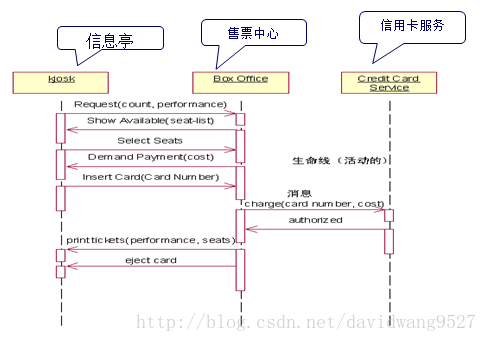 信息亭
售票中心
信用卡服务
kiosk
Box Office
Credit Card
Service
Request(count, performance)
Show Available(seat-list)
Select Seats
Demand Payment(cost)
生命线（活动的）
Insert Card(Card Number)
消息
charge(card number, cost)
authorized
print tickets(performance, seats)
eject card
http://blog.csdn.net/davidwang9527